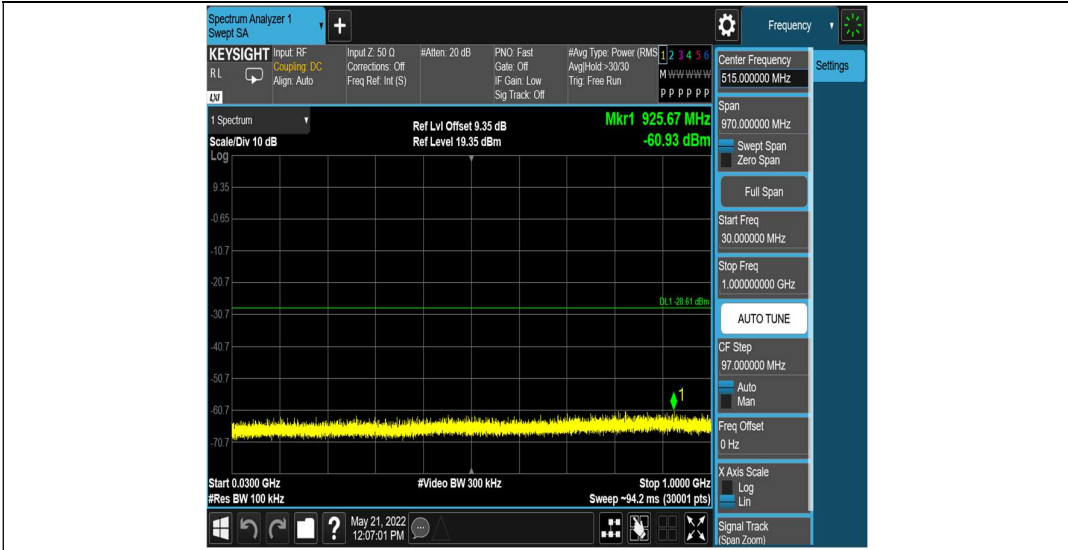 Spectrum Analyzer 1
Swept SA
+
Frequency
KEYSIGHT
RL
LXI
Input: RF
Coupling: DC
Align: Auto
Input Z: 50 Ω
Corrections: Off
Freq Ref: Int (S)
#Atten: 20 dB
PNO: Fast
Gate: Off
IF Gain: Low
Sig Track: Off
#Avg Type: Power (RMS
Avg|Hold:>30/30
Trig: Free Run
1 2 3 4 5 6
M W W W W W
P P P P P P
Center Frequency
515.000000 MHz
Settings
Span
970.000000 MHz
Swept Span
Zero Span
Full Span
Start Freq
30.000000 MHz
Stop Freq
1.000000000 GHz
AUTO TUNE
CF Step
97.000000 MHz
Auto
Man
Freq Offset
0 Hz
X Axis Scale
Log
Lin
Signal Track
(Span Zoom)
1 Spectrum
Scale/Div 10 dB
Log
Ref Lvl Offset 9.35 dB
Ref Level 19.35 dBm
Mkr1 925.67 MHz
-60.93 dBm
9.35
-0.65
-10.7
-20.7
DL1 -28.61 dBm
-30.7
-40.7
-50.7
1
-60.7
-70.7
Start 0.0300 GHz
#Video BW 300 kHz
Stop 1.0000 GHz
#Res BW 100 kHz
Sweep ~94.2 ms (30001 pts)
?
May 21, 2022
12:07:01 PM